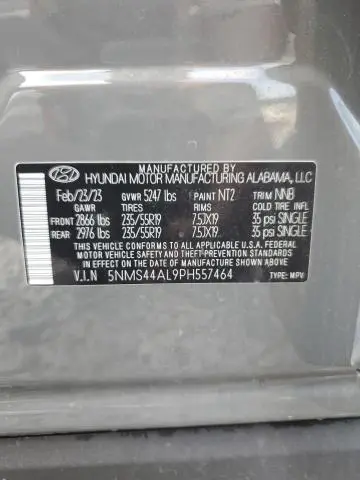 MANUFACTURED BY
HYUNDAI MOTOR MANUFACTURING ALABAMA, LLC
Feb/23/23 GVWR 5247 lbs PAINT NT2 TRIM NNB
GAWR TIRES RIMS COLD TIRE INFL
FRONT 2866 lbs 235/55R19 7.5JX19 35 psi SINGLE
REAR 2976 lbs 235/55R19 7.5JX19 35 psi SINGLE
THIS VEHICLE CONFORMS TO ALL APPLICABLE U.S.A. FEDERAL
MOTOR VEHICLE SAFETY AND THEFT PREVENTION STANDARDS
IN EFFECT ON THE DATE OF MANUFACTURE SHOWN ABOVE
V.I.N 5NMS44AL9PH557464 TYPE: MPV